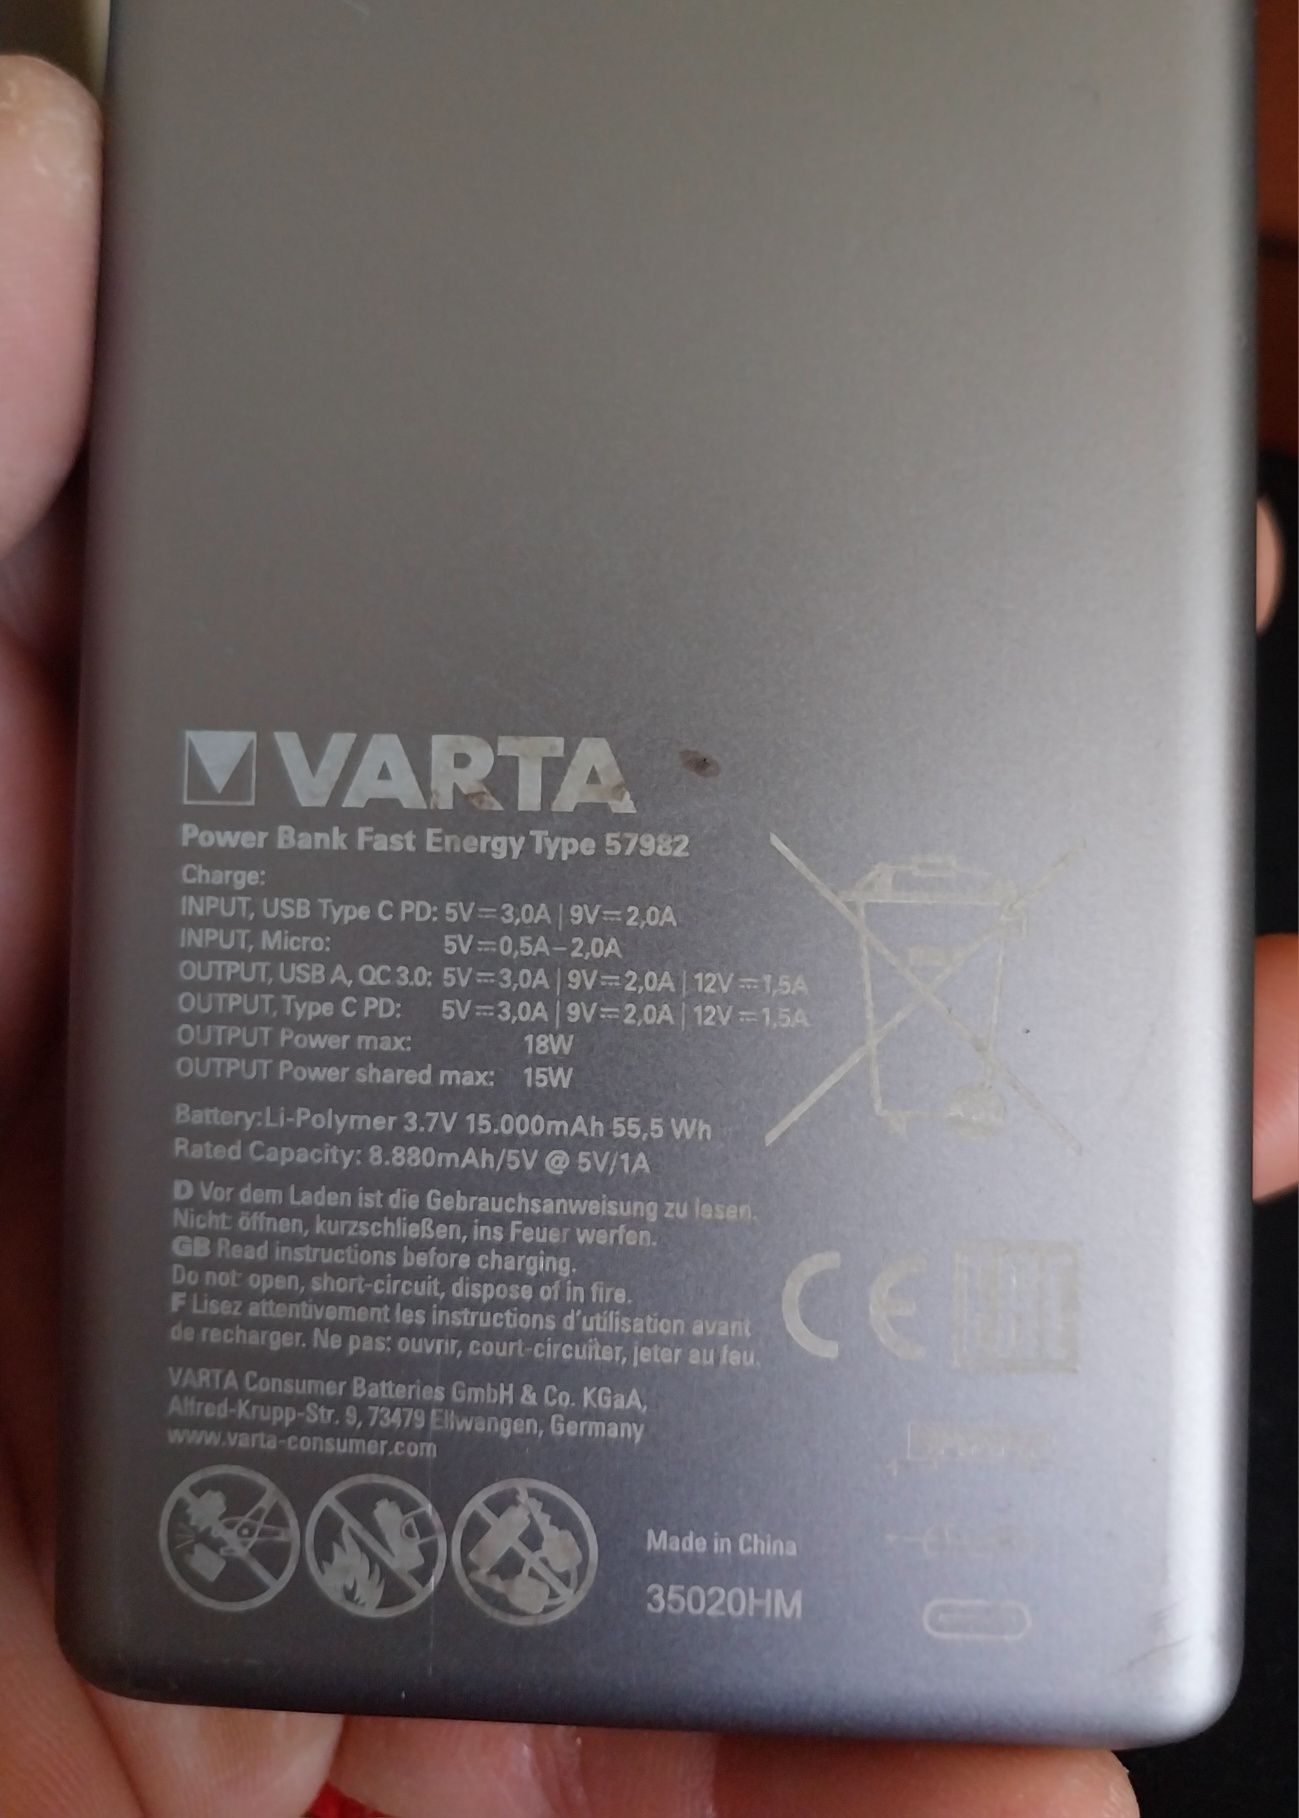 VARTA
Power Bank Fast Energy Type 57982
Charge:
INPUT, USB Type C PD: 5V⎓3,0A | 9V⎓2,0A
INPUT, Micro: 5V⎓0,5A–2,0A
OUTPUT, USB A, QC 3.0: 5V⎓3,0A | 9V⎓2,0A | 12V⎓1,5A
OUTPUT, Type C PD: 5V⎓3,0A | 9V⎓2,0A | 12V⎓1,5A
OUTPUT Power max: 18W
OUTPUT Power shared max: 15W
Battery: Li-Polymer 3.7V 15.000mAh 55,5 Wh
Rated Capacity: 8.880mAh/5V @ 5V/1A
D Vor dem Laden ist die Gebrauchsanweisung zu lesen.
Nicht öffnen, kurzschließen, ins Feuer werfen.
GB Read instructions before charging.
Do not open, short-circuit, dispose of in fire.
F Lisez attentivement les instructions d'utilisation avant
de recharger. Ne pas: ouvrir, court-circuiter, jeter au feu.
CE EAC
VARTA Consumer Batteries GmbH & Co. KGaA,
Alfred-Krupp-Str. 9, 73479 Ellwangen, Germany
www.varta-consumer.com
Made in China
35020HM